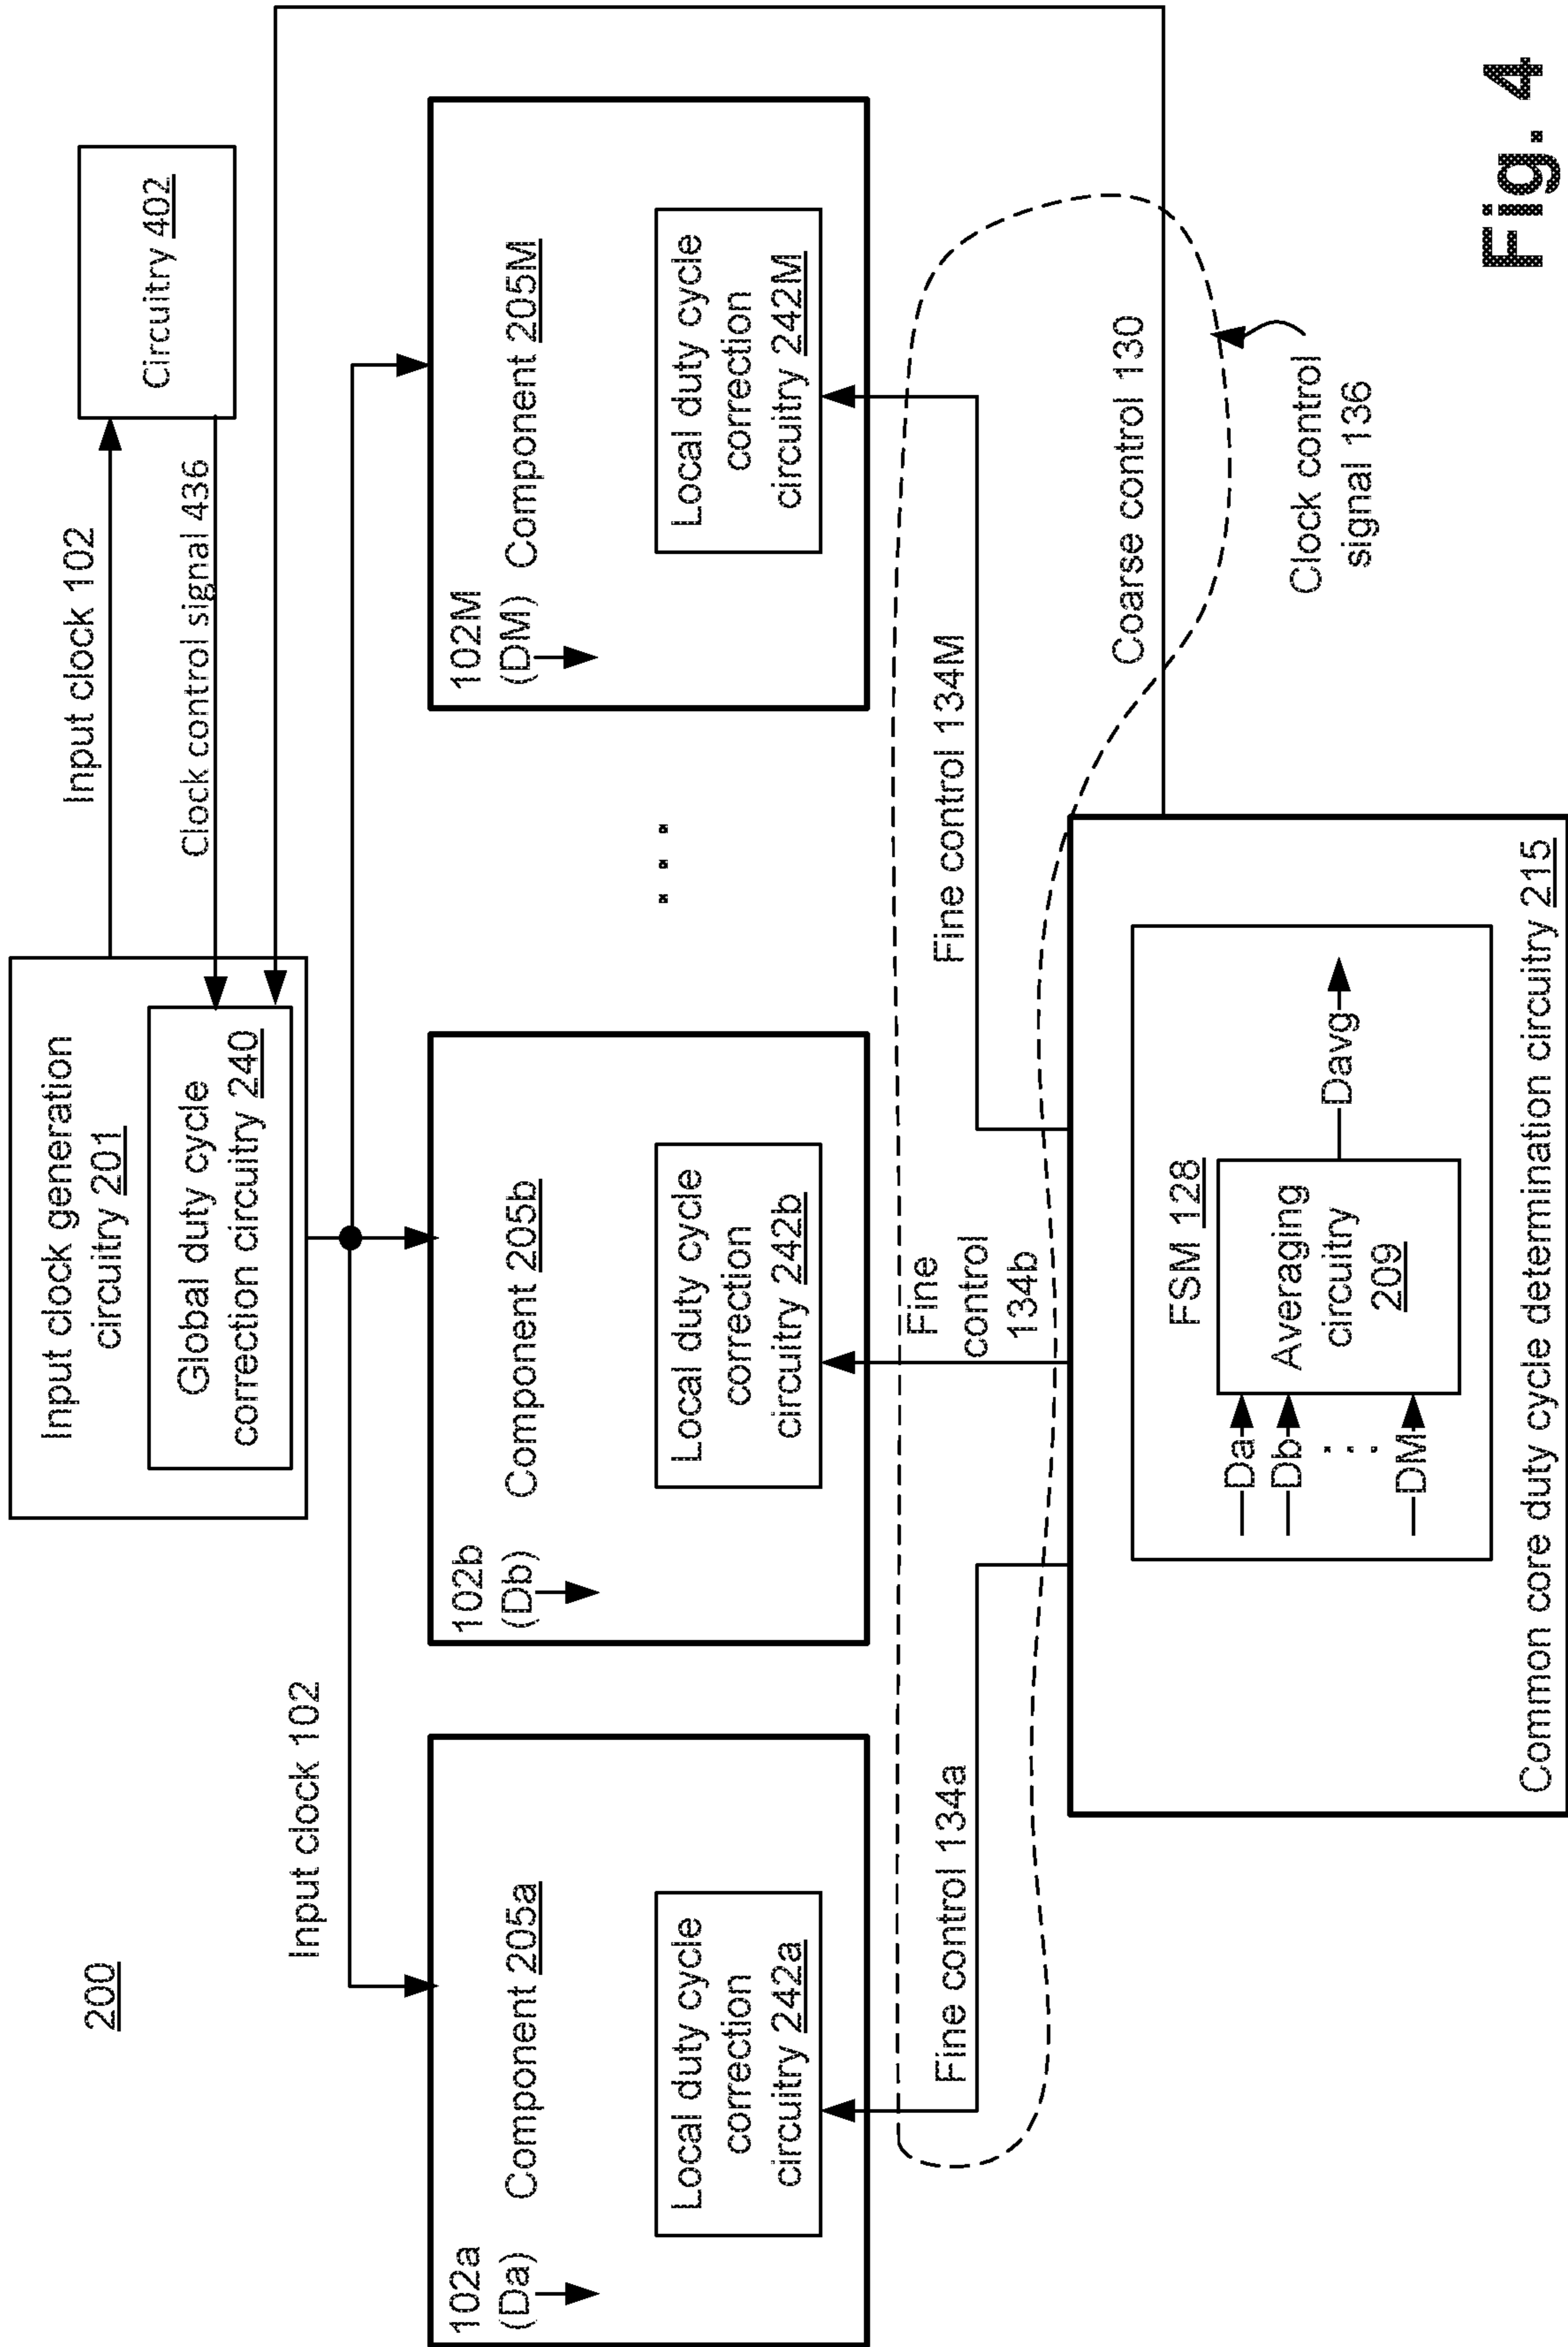 200
Input clock generation
circuitry 201
Global duty cycle
correction circuitry 240
Input clock 102
Clock control signal 436
Circuitry 402
Input clock 102
102a
(Da)
Component 205a
Local duty cycle
correction
circuitry 242a
102b
(Db)
Component 205b
Local duty cycle
correction
circuitry 242b
. . .
102M
(DM)
Component 205M
Local duty cycle
correction
circuitry 242M
Fine control 134a
Fine
control
134b
Fine control 134M
Coarse control 130
Clock control
signal 136
FSM 128
Da
Db
. . .
DM
Averaging
circuitry
209
Davg
Common core duty cycle determination circuitry 215
Fig. 4